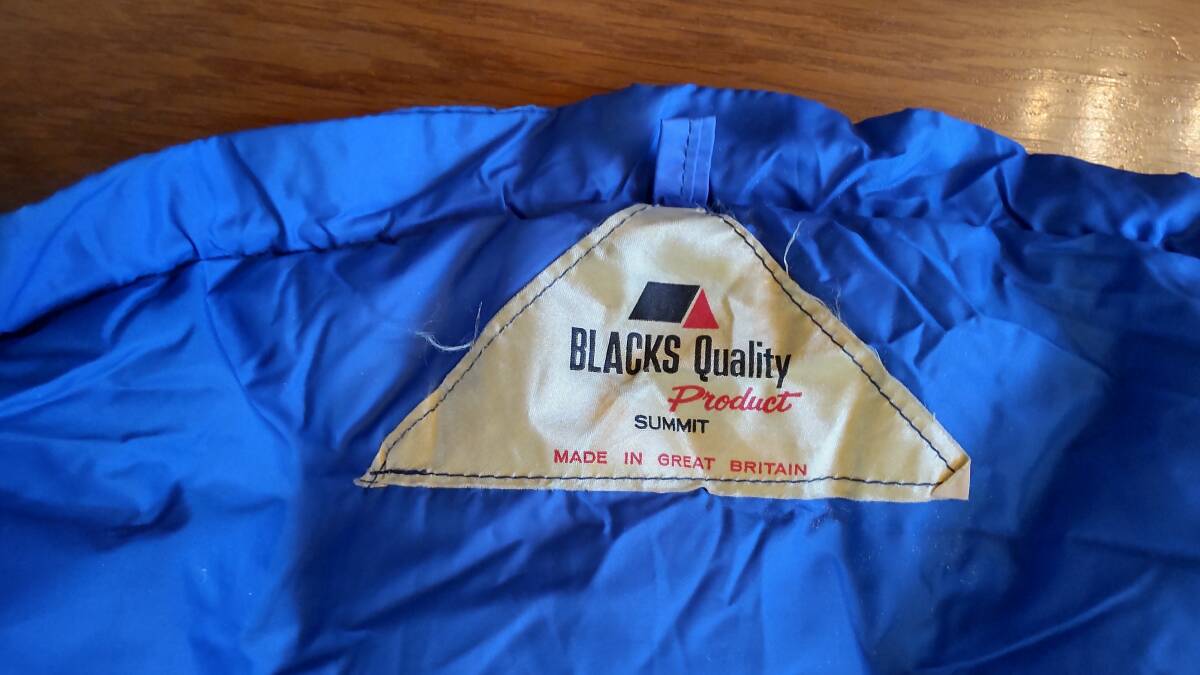 BLACKS Quality
Product
SUMMIT
MADE IN GREAT BRITAIN